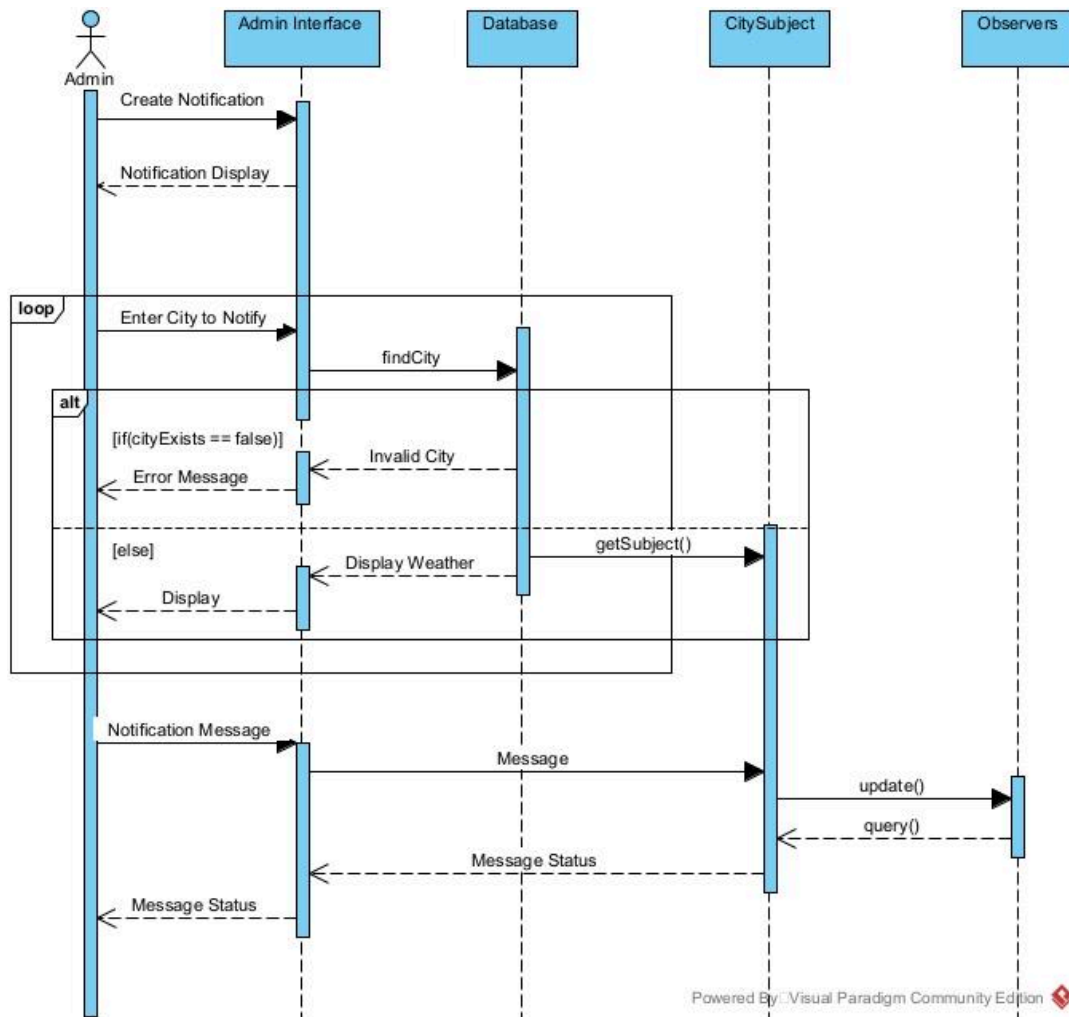 Admin Interface
Database
CitySubject
Observers
Admin
Create Notification
Notification Display
loop
Enter City to Notify
findCity
alt
[if(cityExists == false)]
Invalid City
Error Message
[else]
getSubject()
Display Weather
Display
Notification Message
Message
update()
query()
Message Status
Message Status
Powered By Visual Paradigm Community Edition